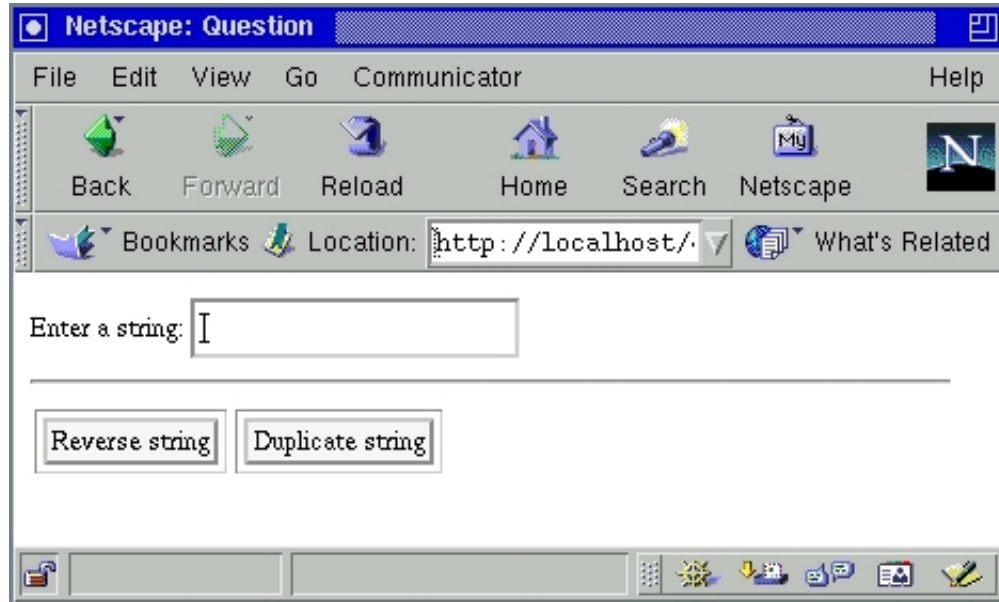 Netscape: Question
File Edit View Go Communicator Help
My N
Back Forward Reload Home Search Netscape
Bookmarks Location: http://localhost/ What's Related
Enter a string:
Reverse string Duplicate string